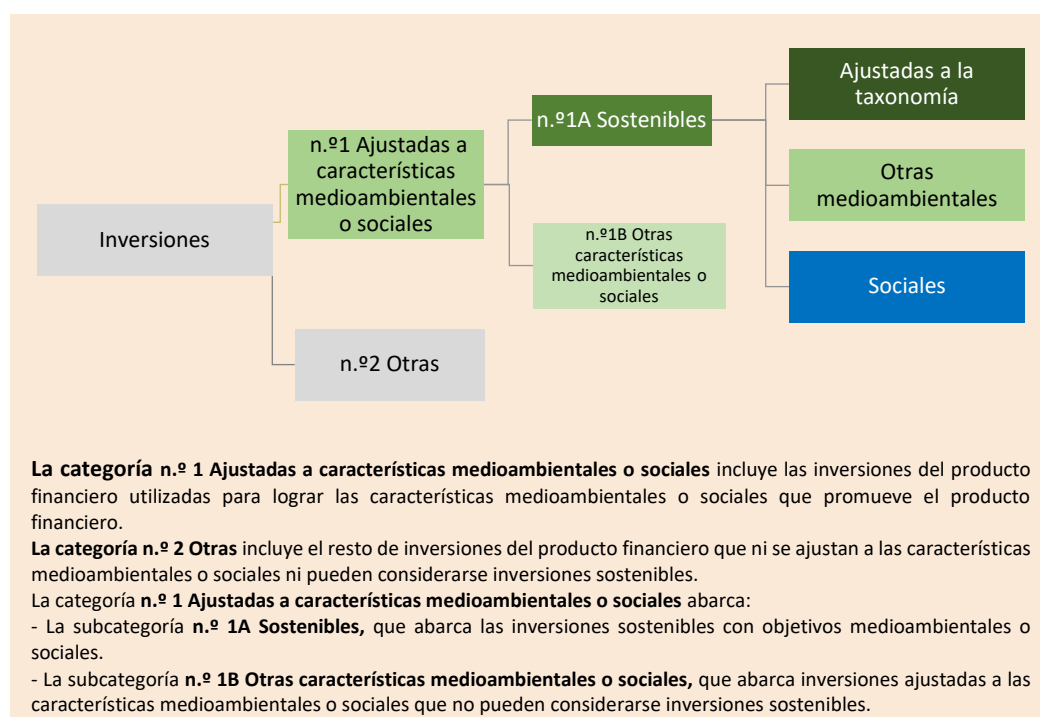 Inversiones
n.º1 Ajustadas a
características
medioambientales
o sociales
n.º2 Otras
n.º1A Sostenibles
n.º1B Otras
características
medioambientales o
sociales
Ajustadas a la
taxonomía
Otras
medioambientales
Sociales
La categoría n.º 1 Ajustadas a características medioambientales o sociales incluye las inversiones del producto
financiero utilizadas para lograr las características medioambientales o sociales que promueve el producto
financiero.
La categoría n.º 2 Otras incluye el resto de inversiones del producto financiero que ni se ajustan a las características
medioambientales o sociales ni pueden considerarse inversiones sostenibles.
La categoría n.º 1 Ajustadas a características medioambientales o sociales abarca:
- La subcategoría n.º 1A Sostenibles, que abarca las inversiones sostenibles con objetivos medioambientales o
sociales.
- La subcategoría n.º 1B Otras características medioambientales o sociales, que abarca inversiones ajustadas a las
características medioambientales o sociales que no pueden considerarse inversiones sostenibles.